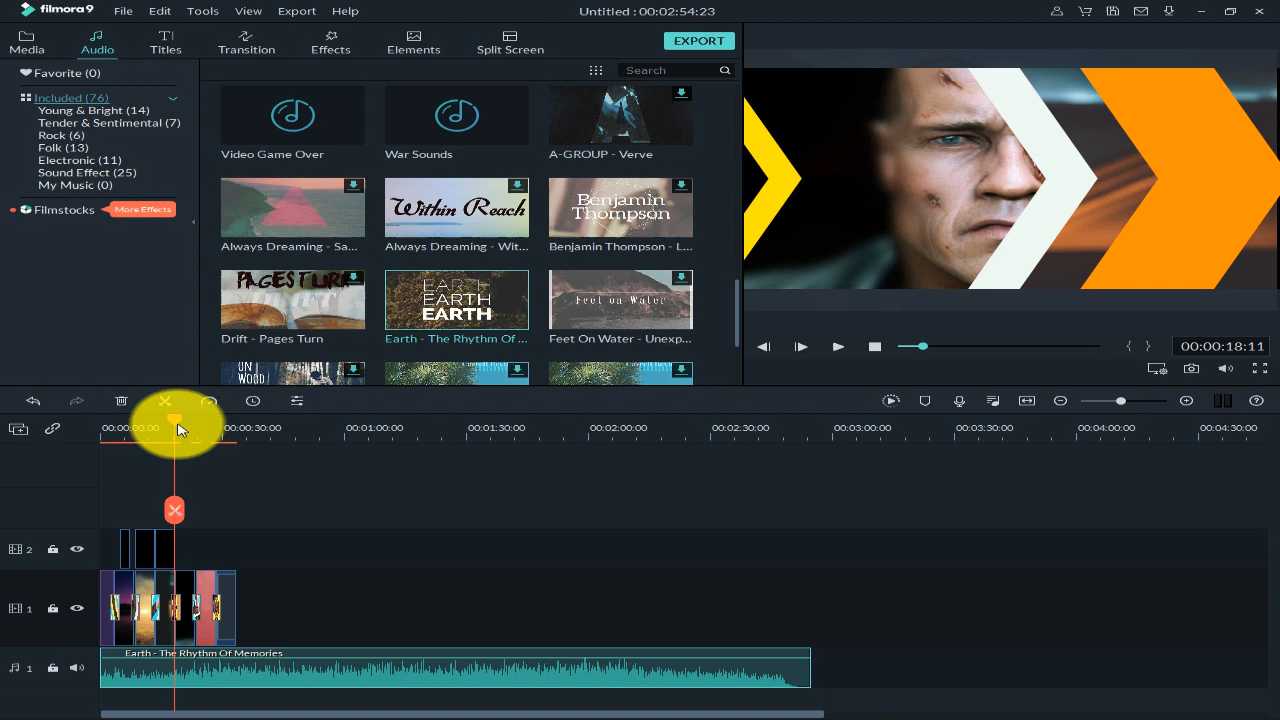 filmora9 File Edit Tools View Export Help Untitled : 00:02:54:23
Media Audio Titles Transition Effects Elements Split Screen EXPORT
Favorite (0)
Search
Included (76)
Young & Bright (14)
Tender & Sentimental (7)
Rock (6)
Folk (13)
Electronic (11)
Sound Effect (25)
My Music (0)
Filmstocks More Effects
Video Game Over War Sounds A-GROUP - Verve
Within Reach
Benjamin
Thompson
Always Dreaming - Sa... Always Dreaming - Wit... Benjamin Thompson - L...
PAGES TURN
EARTH
EARTH
EARTH
Feet on Water
Drift - Pages Turn Earth - The Rhythm Of ... Feet On Water - Unexp...
ON
WOOD
00:00:18:11
00:00:00:00 00:00:30:00 00:01:00:00 00:01:30:00 00:02:00:00 00:02:30:00 00:03:00:00 00:03:30:00 00:04:00:00 00:04:30:00
2
1
1
Earth - The Rhythm Of Memories